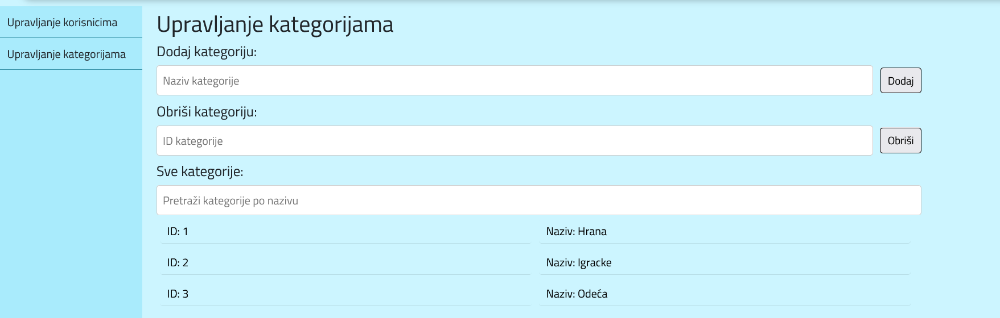 Upravljanje korisnicima
Upravljanje kategorijama
Upravljanje kategorijama
Dodaj kategoriju:
Naziv kategorije
Dodaj
Obriši kategoriju:
ID kategorije
Obriši
Sve kategorije:
Pretraži kategorije po nazivu
ID: 1 Naziv: Hrana
ID: 2 Naziv: Igracke
ID: 3 Naziv: Odeća